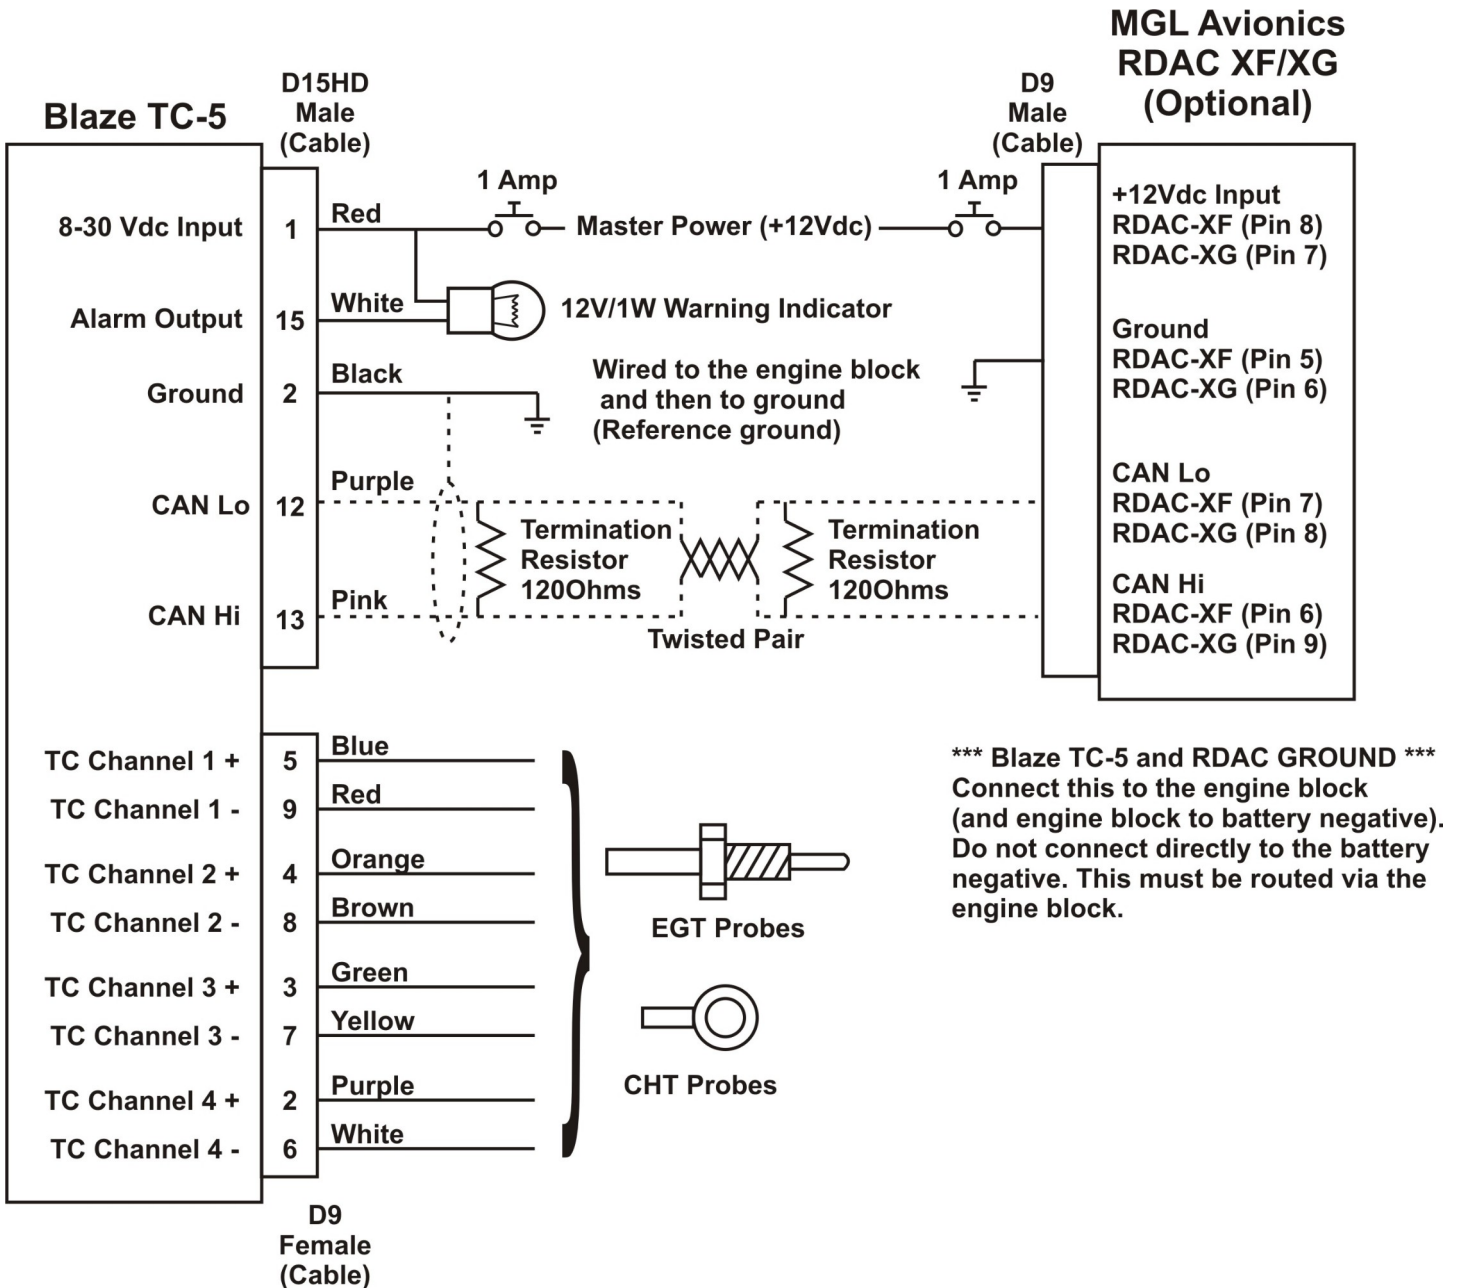 MGL Avionics
RDAC XF/XG
(Optional)
D15HD
Male
(Cable)
D9
Male
(Cable)
Blaze TC-5
1 Amp
1 Amp
8-30 Vdc Input
1
Red
Master Power (+12Vdc)
+12Vdc Input
RDAC-XF (Pin 8)
RDAC-XG (Pin 7)
Alarm Output
15
White
12V/1W Warning Indicator
Ground
2
Black
Wired to the engine block
and then to ground
(Reference ground)
Ground
RDAC-XF (Pin 5)
RDAC-XG (Pin 6)
CAN Lo
12
Purple
Termination
Resistor
120Ohms
Termination
Resistor
120Ohms
CAN Lo
RDAC-XF (Pin 7)
RDAC-XG (Pin 8)
CAN Hi
13
Pink
Twisted Pair
CAN Hi
RDAC-XF (Pin 6)
RDAC-XG (Pin 9)
TC Channel 1 +
5
Blue
TC Channel 1 -
9
Red
TC Channel 2 +
4
Orange
TC Channel 2 -
8
Brown
TC Channel 3 +
3
Green
TC Channel 3 -
7
Yellow
TC Channel 4 +
2
Purple
TC Channel 4 -
6
White
EGT Probes
CHT Probes
*** Blaze TC-5 and RDAC GROUND ***
Connect this to the engine block
(and engine block to battery negative).
Do not connect directly to the battery
negative. This must be routed via the
engine block.
D9
Female
(Cable)